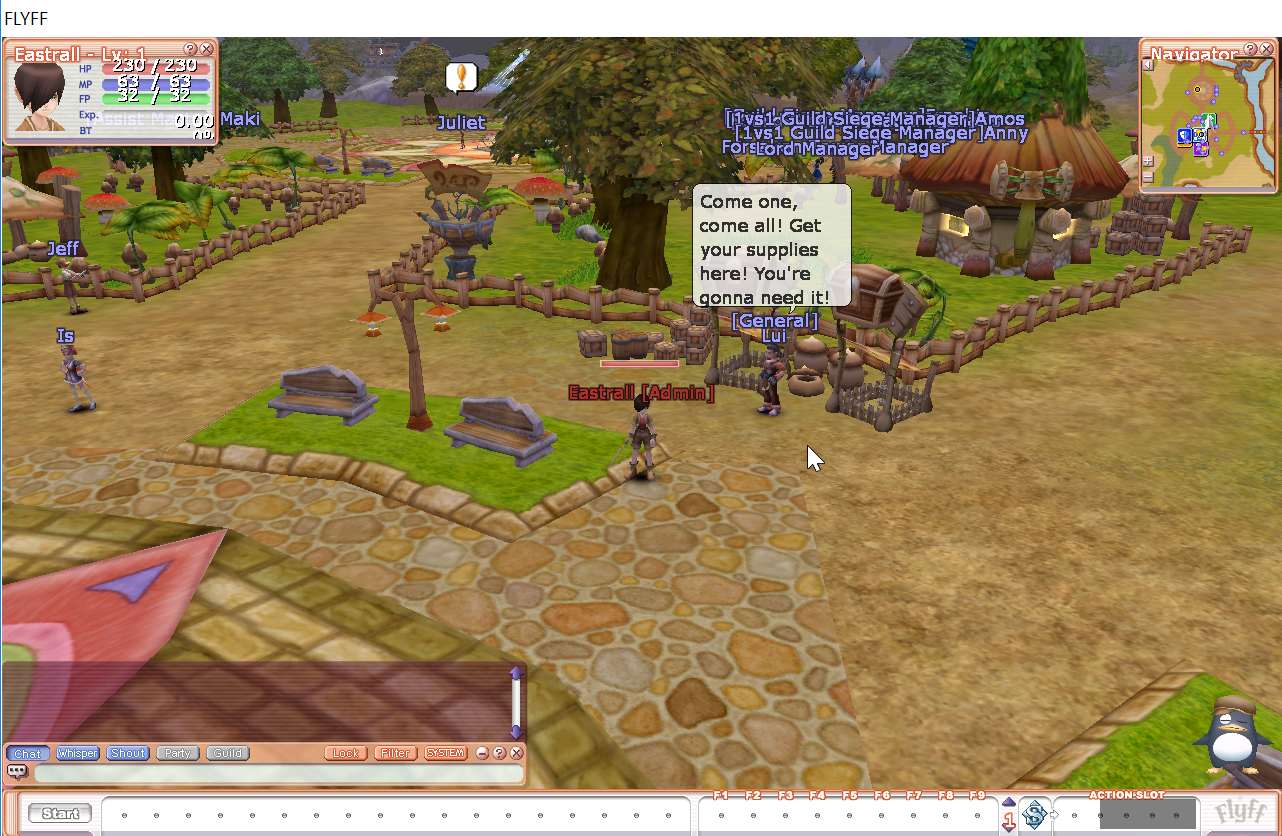 FLYFF
Eastrall - Lv. 1
HP 230 / 230
MP 63 / 63
FP 32 / 32
Exp. 0.00
BT n0.
Maki
Juliet
Navigator
[1vs1 Guild Siege Manager]Amos
[1vs1 Guild Siege Manager]Anny
Lord Manager
Come one,
come all! Get
your supplies
here! You're
gonna need it!
[General]
Lui
Jeff
Is
Eastrall [Admin]
Chat Whisper Shout Party Guild Lock Filter SYSTEM
F1 F2 F3 F4 F5 F6 F7 F8 F9 ACTION SLOT
Start 1 S Flyff